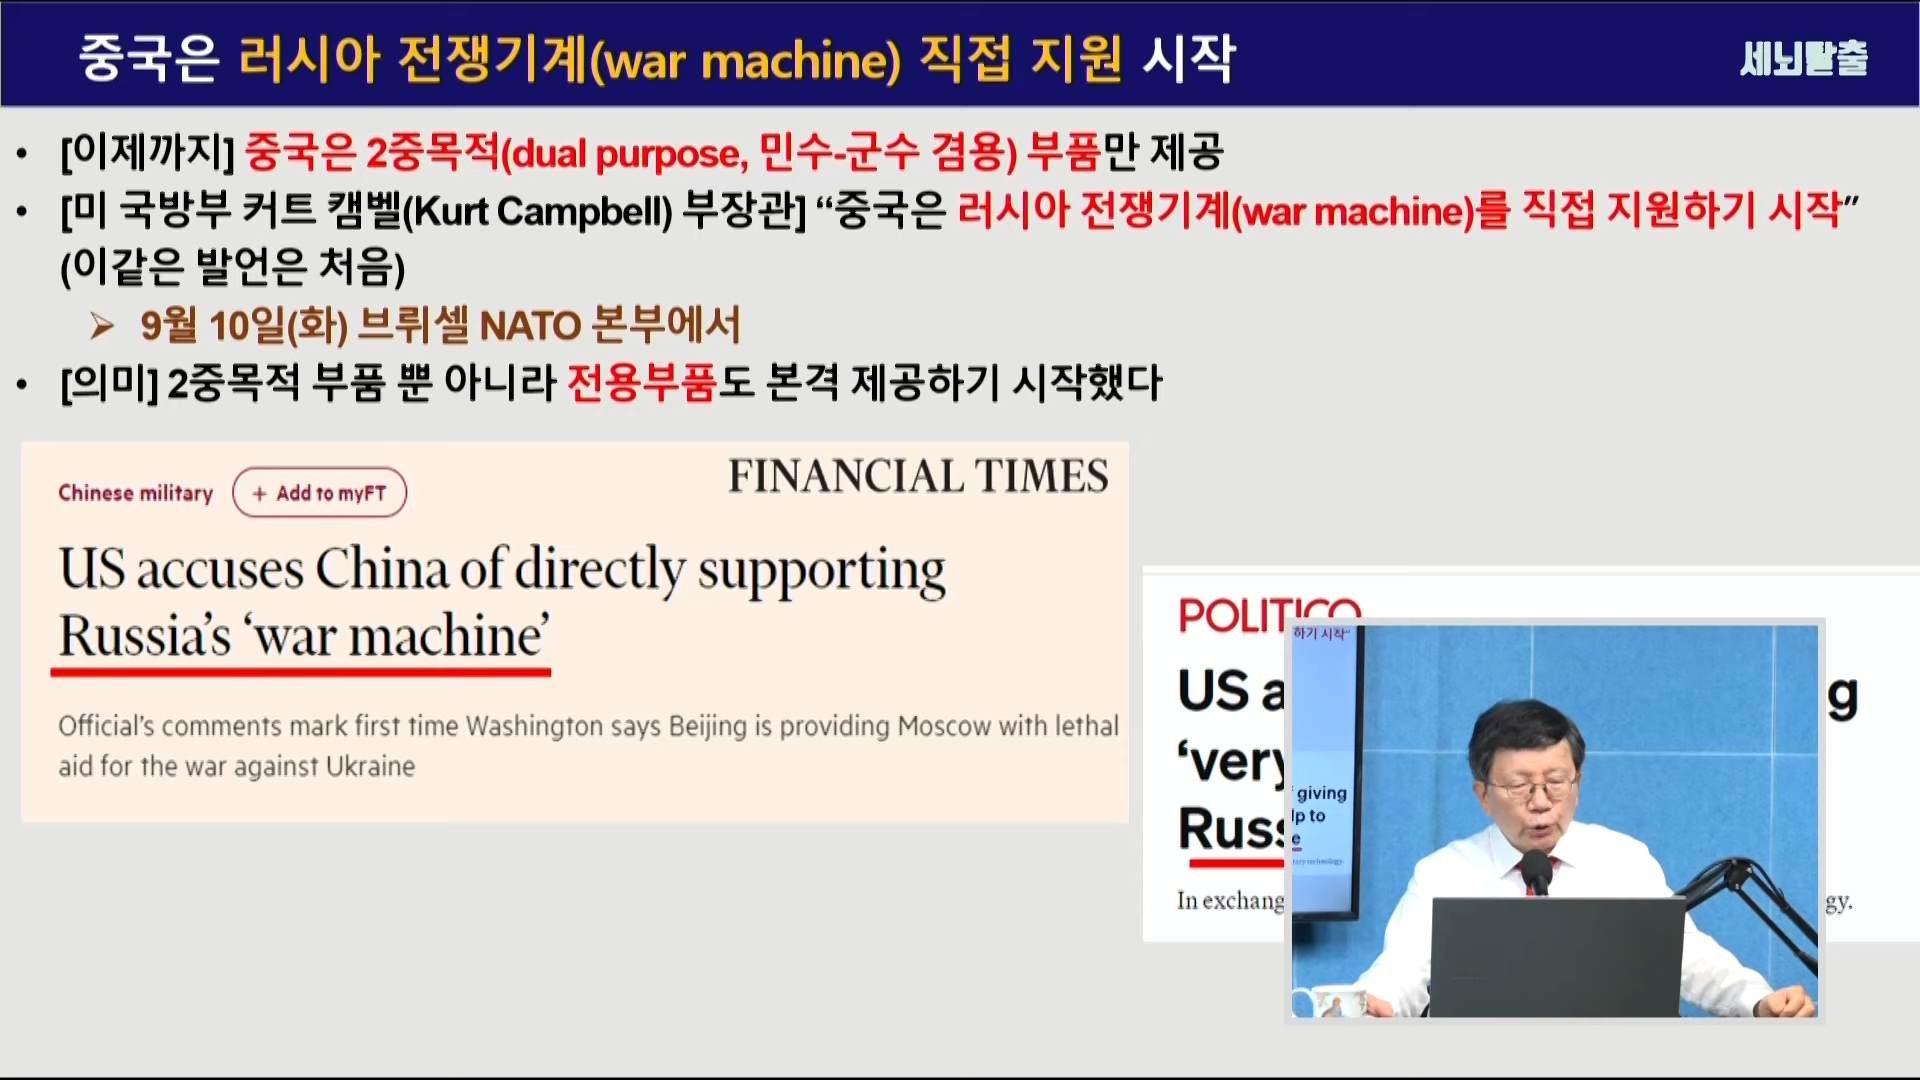 중국은 러시아 전쟁기계(war machine) 직접 지원 시작
세뇌탈출
• [이제까지] 중국은 2중목적(dual purpose, 민수-군수 겸용) 부품만 제공
• [미 국방부 커트 캠벨(Kurt Campbell) 부장관] “중국은 러시아 전쟁기계(war machine)를 직접 지원하기 시작”
(이같은 발언은 처음)
➢ 9월 10일(화) 브뤼셀 NATO 본부에서
• [의미] 2중목적 부품 뿐 아니라 전용부품도 본격 제공하기 시작했다
Chinese military
+ Add to myFT
FINANCIAL TIMES
US accuses China of directly supporting
Russia’s ‘war machine’
Official’s comments mark first time Washington says Beijing is providing Moscow with lethal
aid for the war against Ukraine
POLITICO
US a
g
‘very
Russ
In exchang
gy.
하기 시작”
giving
lp to
e